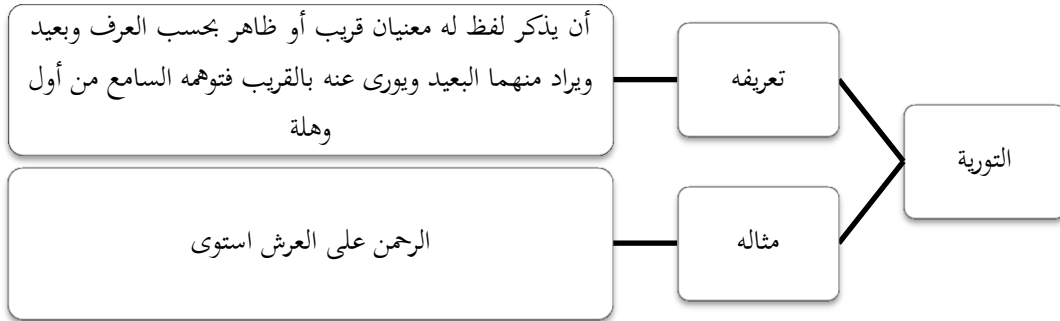 التورية
تعريفه
أن يذكر لفظ له معنيان قريب أو ظاهر بحسب العرف وبعيد
ويراد منهما البعيد ويورى عنه بالقريب فتوهمه السامع من أول
وهلة
مثاله
الرحمن على العرش استوى